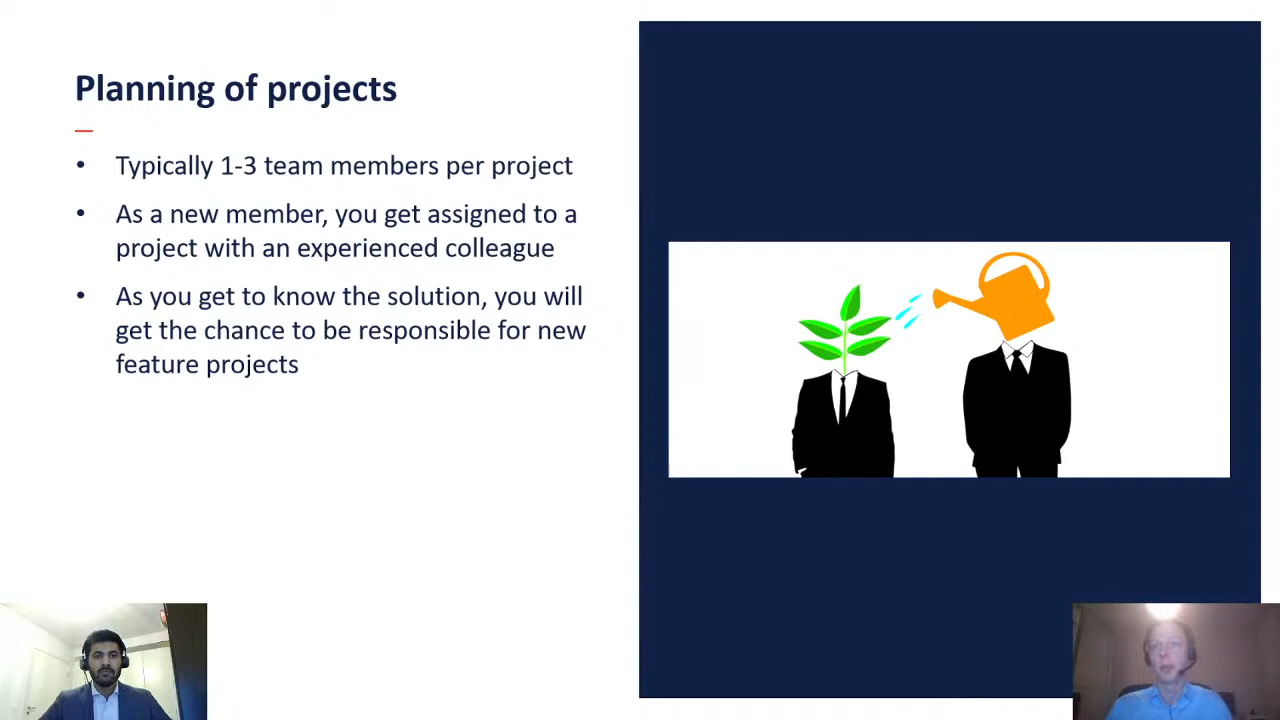 Planning of projects
• Typically 1-3 team members per project
• As a new member, you get assigned to a
project with an experienced colleague
• As you get to know the solution, you will
get the chance to be responsible for new
feature projects